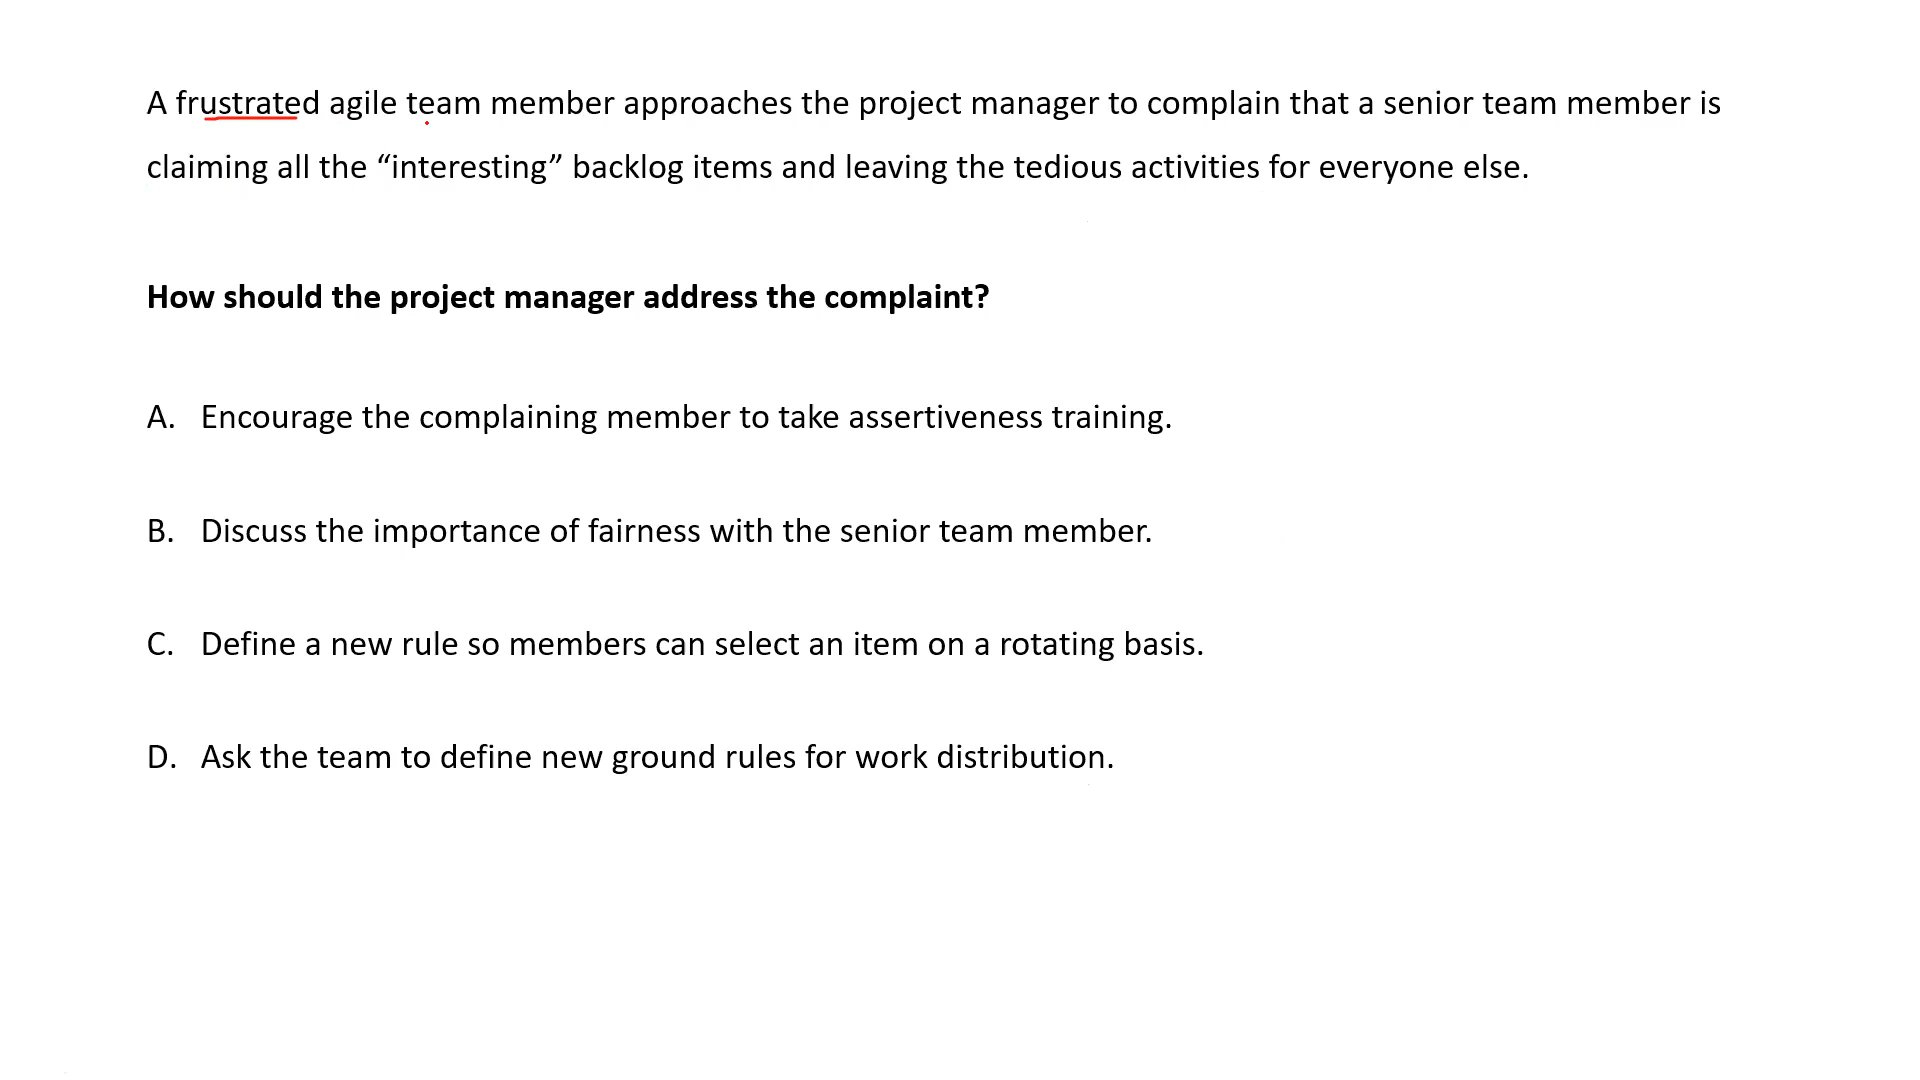 A frustrated agile team member approaches the project manager to complain that a senior team member is
claiming all the “interesting” backlog items and leaving the tedious activities for everyone else.
How should the project manager address the complaint?
A. Encourage the complaining member to take assertiveness training.
B. Discuss the importance of fairness with the senior team member.
C. Define a new rule so members can select an item on a rotating basis.
D. Ask the team to define new ground rules for work distribution.